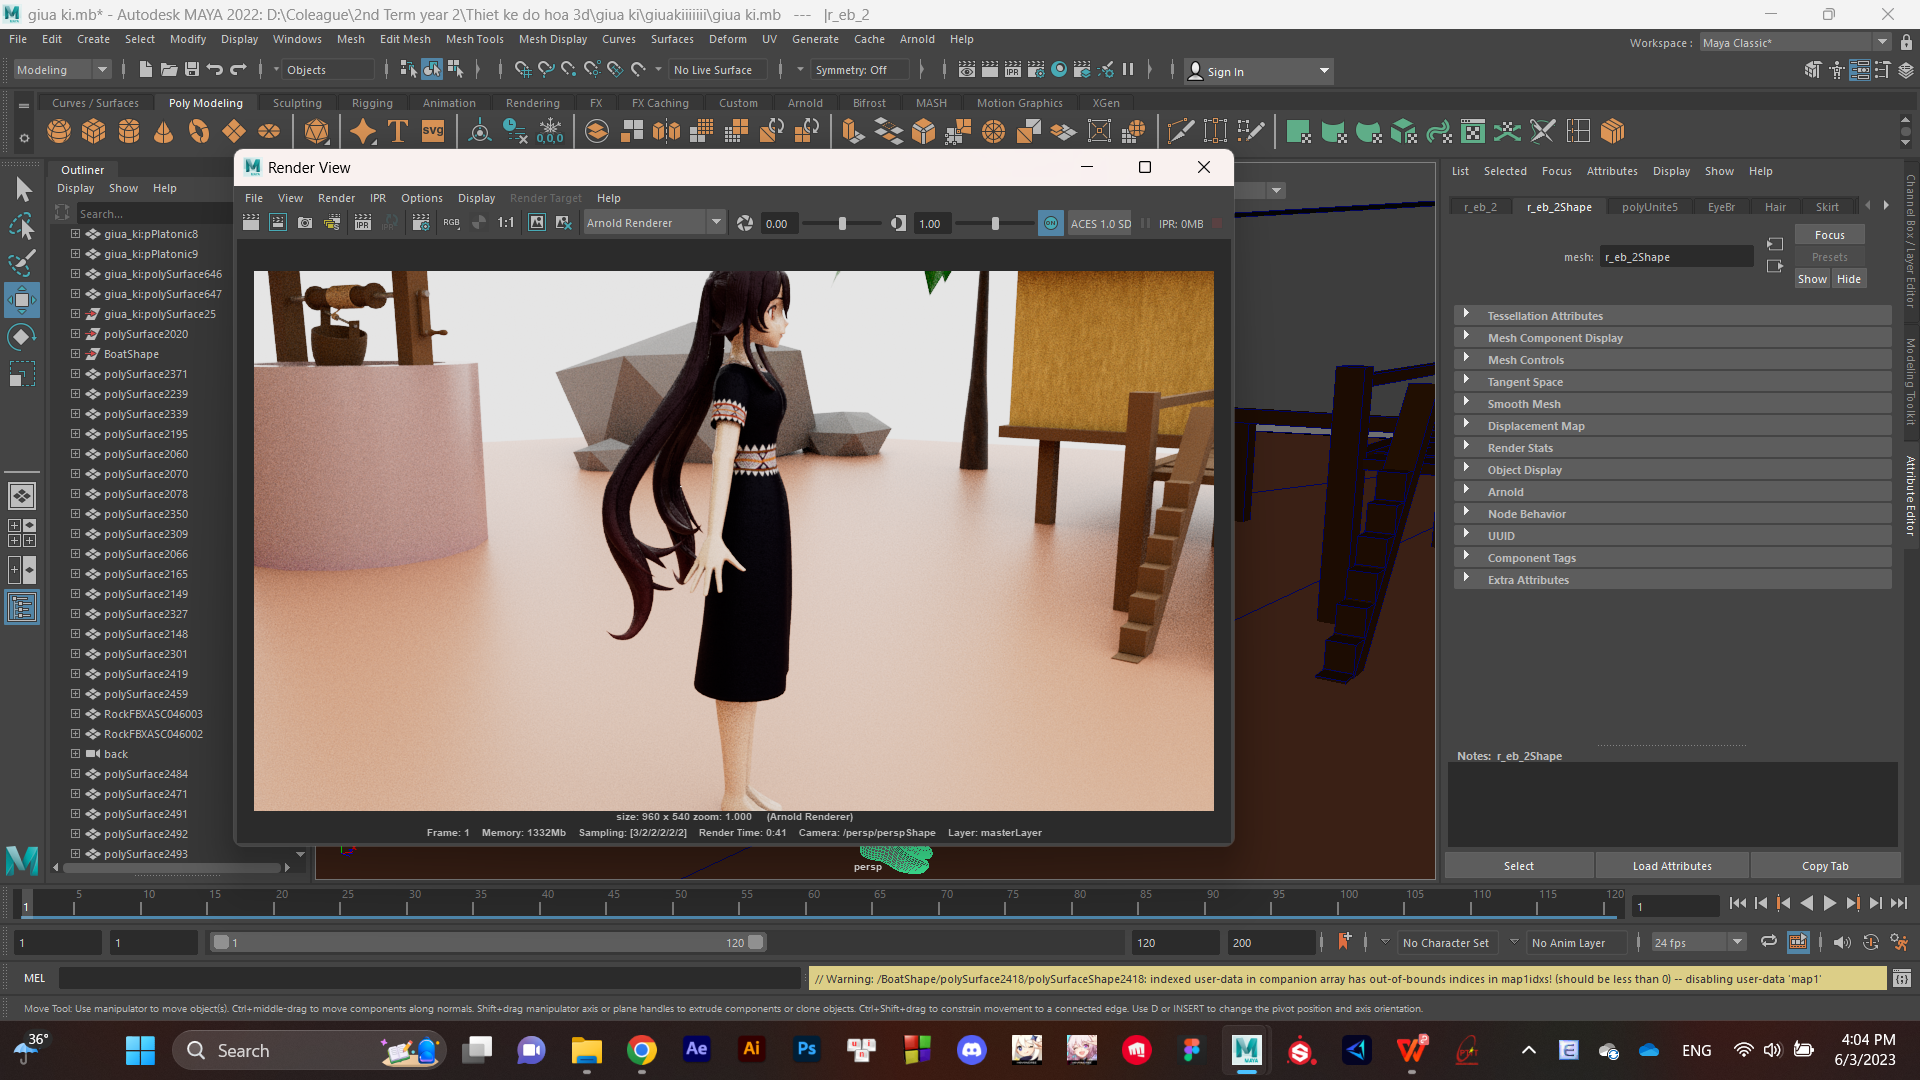 giua ki.mb* - Autodesk MAYA 2022: D:\Coleague\2nd Term year 2\Thiet ke do hoa 3d\giua kì\giuakiiiiiii\giua ki.mb   ---   |r_eb_2
File Edit Create Select Modify Display Windows Mesh Edit Mesh Mesh Tools Mesh Display Curves Surfaces Deform UV Generate Cache Arnold Help
Workspace : Maya Classic*
Modeling Objects No Live Surface Symmetry: Off Sign In
Curves / Surfaces Poly Modeling Sculpting Rigging Animation Rendering FX FX Caching Custom Arnold Bifrost MASH Motion Graphics XGen
Outliner
Display Show Help
Search...
giua_ki:pPlatonic8
giua_ki:pPlatonic9
giua_ki:polySurface646
giua_ki:polySurface647
giua_ki:polySurface25
polySurface2020
BoatShape
polySurface2371
polySurface2239
polySurface2339
polySurface2195
polySurface2060
polySurface2070
polySurface2078
polySurface2350
polySurface2309
polySurface2066
polySurface2165
polySurface2149
polySurface2327
polySurface2148
polySurface2301
polySurface2419
polySurface2459
RockFBXASC046003
RockFBXASC046002
back
polySurface2484
polySurface2471
polySurface2491
polySurface2492
polySurface2493
Render View
File View Render IPR Options Display Render Target Help
IPR RGB 1:1 Arnold Renderer 0.00 1.00 ON ACES 1.0 SD IPR: 0MB
size: 960 x 540 zoom: 1.000 (Arnold Renderer)
Frame: 1 Memory: 1332Mb Sampling: [3/2/2/2/2/2] Render Time: 0:41 Camera: /persp/perspShape Layer: masterLayer
persp
List Selected Focus Attributes Display Show Help
r_eb_2 r_eb_2Shape polyUnite5 EyeBr Hair Skirt
Focus
mesh: r_eb_2Shape
Presets
Show Hide
Tessellation Attributes
Mesh Component Display
Mesh Controls
Tangent Space
Smooth Mesh
Displacement Map
Render Stats
Object Display
Arnold
Node Behavior
UUID
Component Tags
Extra Attributes
Notes: r_eb_2Shape
Select Load Attributes Copy Tab
Channel Box / Layer Editor
Modeling Toolkit
Attribute Editor
1 5 10 15 20 25 30 35 40 45 50 55 60 65 70 75 80 85 90 95 100 105 110 115 120 1
1 1 1 120 120 200 No Character Set No Anim Layer 24 fps
MEL // Warning: /BoatShape/polySurface2418/polySurfaceShape2418: indexed user-data in companion array has out-of-bounds indices in map1idxs! (should be less than 0) -- disabling user-data 'map1'
Move Tool: Use manipulator to move object(s). Ctrl+middle-drag to move components along normals. Shift+drag manipulator axis or plane handles to extrude components or clone objects. Ctrl+Shift+drag to constrain movement to a connected edge. Use D or INSERT to change the pivot position and axis orientation.
36° Search Ae Ai Ps ENG 4:04 PM
6/3/2023